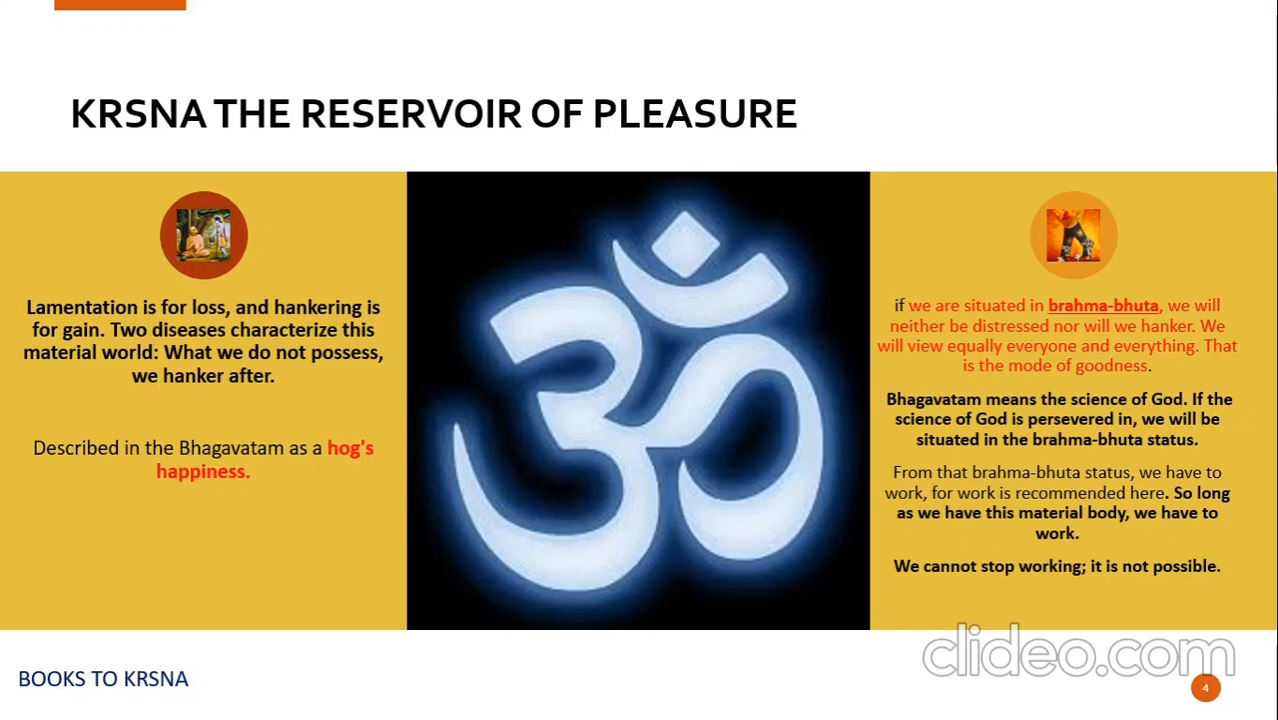 KRSNA THE RESERVOIR OF PLEASURE
Lamentation is for loss, and hankering is
for gain. Two diseases characterize this
material world: What we do not possess,
we hanker after.
Described in the Bhagavatam as a hog's
happiness.
ॐ
if we are situated in brahma-bhuta, we will
neither be distressed nor will we hanker. We
will view equally everyone and everything. That
is the mode of goodness.
Bhagavatam means the science of God. If the
science of God is persevered in, we will be
situated in the brahma-bhuta status.
From that brahma-bhuta status, we have to
work, for work is recommended here. So long
as we have this material body, we have to
work.
We cannot stop working; it is not possible.
BOOKS TO KRSNA
clideo.com
4